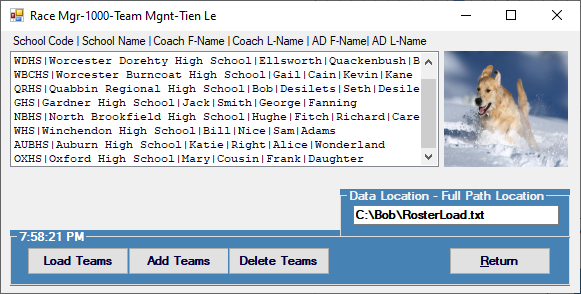 Race Mgr-1000-Team Mgnt-Tien Le
School Code | School Name | Coach F-Name | Coach L-Name | AD F-Name| AD L-Name
WDHS|Worcester Dorehty High School|Ellsworth|Quackenbush|B
WBCHS|Worcester Burncoat High School|Gail|Cain|Kevin|Kane
QRHS|Quabbin Regional High School|Bob|Desilets|Seth|Desile
GHS|Gardner High School|Jack|Smith|George|Fanning
NBHS|North Brookfield High School|Hughe|Fitch|Richard|Care
WHS|Winchendon High School|Bill|Nice|Sam|Adams
AUBHS|Auburn High School|Katie|Right|Alice|Wonderland
OXHS|Oxford High School|Mary|Cousin|Frank|Daughter
Data Location - Full Path Location
C:\Bob\RosterLoad.txt
7:58:21 PM
Load Teams Add Teams Delete Teams Return